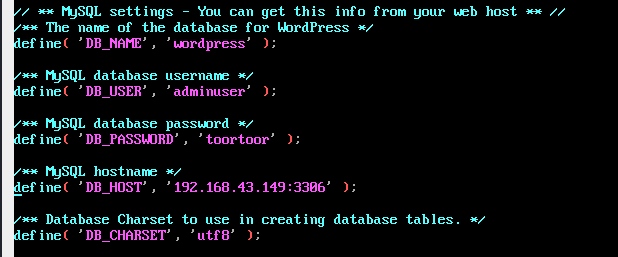 // ** MySQL settings - You can get this info from your web host ** //
/** The name of the database for WordPress */
define( 'DB_NAME', 'wordpress' );
/** MySQL database username */
define( 'DB_USER', 'adminuser' );
/** MySQL database password */
define( 'DB_PASSWORD', 'toortoor' );
/** MySQL hostname */
define( 'DB_HOST', '192.168.43.149:3306' );
/** Database Charset to use in creating database tables. */
define( 'DB_CHARSET', 'utf8' );